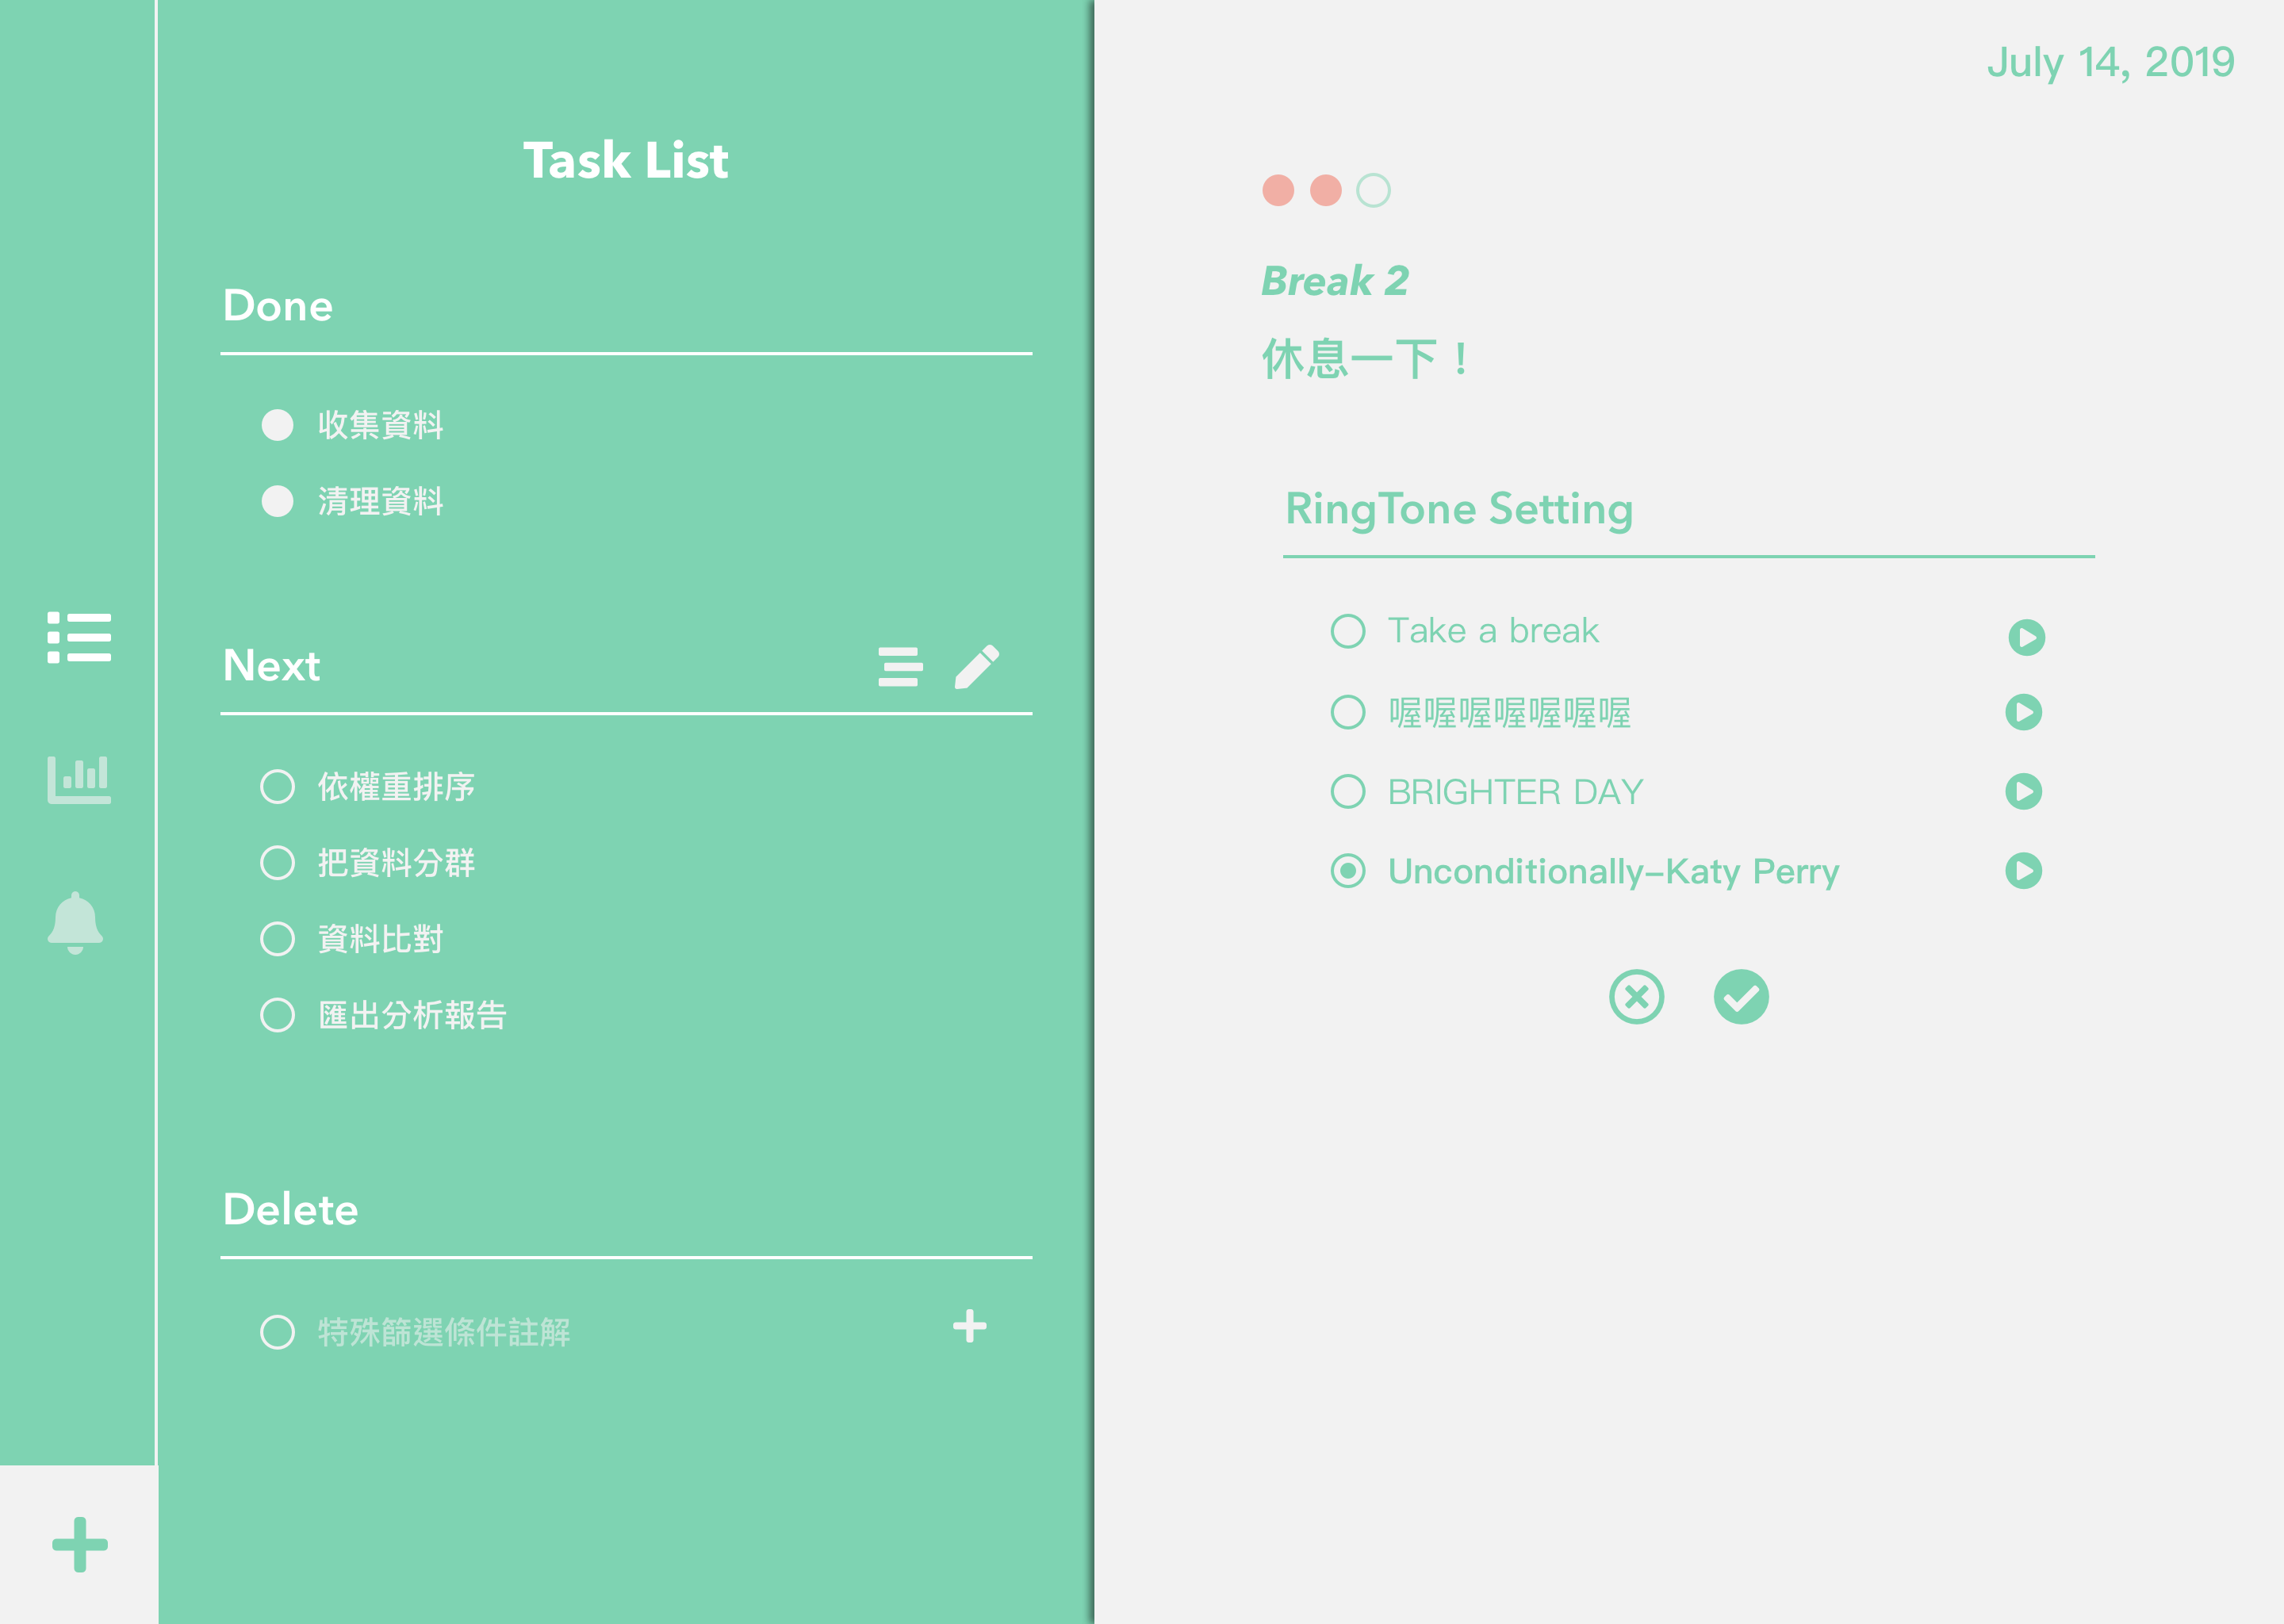 Task List
Done
收集資料
清理資料
Next
依權重排序
把資料分群
資料比對
匯出分析報告
Delete
特殊篩選條件註解
July 14, 2019
Break 2
休息一下！
RingTone Setting
Take a break
喔喔喔喔喔喔喔
BRIGHTER DAY
Unconditionally–Katy Perry